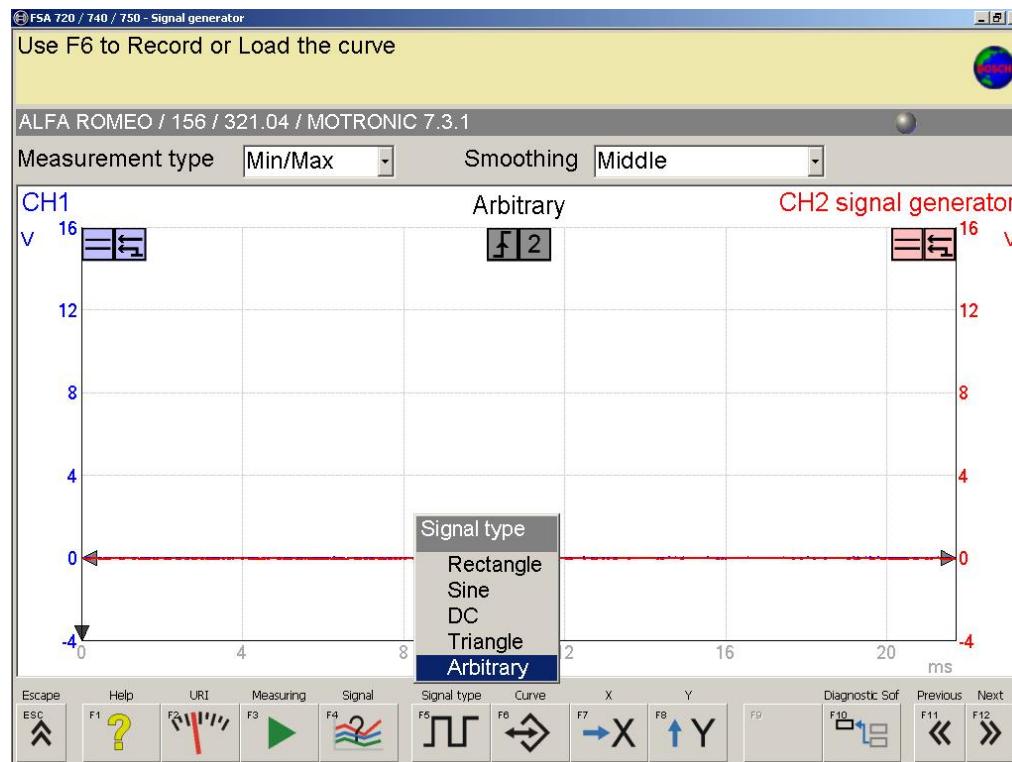 FSA 720 / 740 / 750 - Signal generator
Use F6 to Record or Load the curve
BOSCH
ALFA ROMEO / 156 / 321.04 / MOTRONIC 7.3.1
Measurement type Min/Max Smoothing Middle
CH1 Arbitrary CH2 signal generator
V 16 2 16 V
12 12
8 8
4 4
Signal type
Rectangle
0 0
Sine
DC
Triangle
-4 -4
0 4 8 12 16 20
Arbitrary
ms
Escape Help URI Measuring Signal Signal type Curve X Y Diagnostic Sof Previous Next
ESC F1 F2 F3 F4 F5 F6 F7 X F8 Y F9 F10 F11 F12